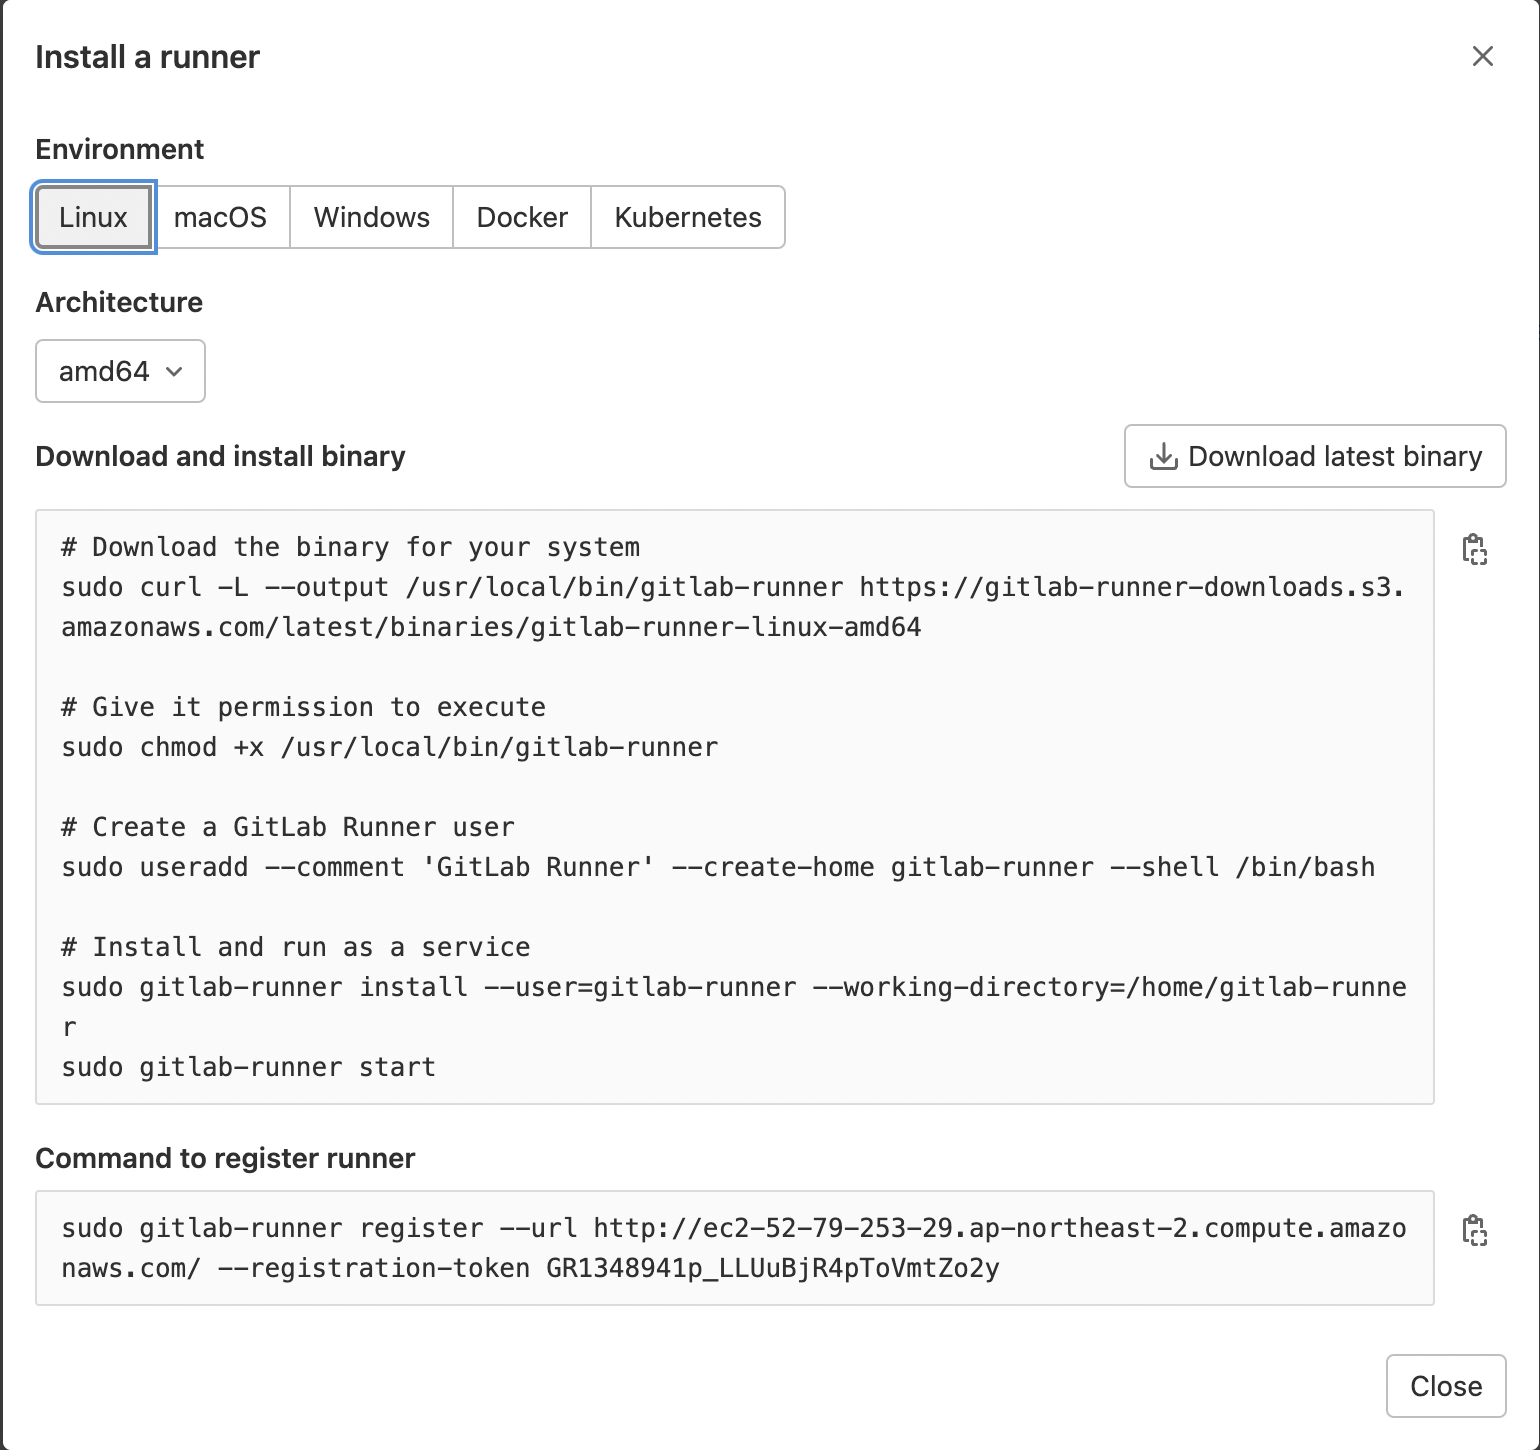 Install a runner
Environment
Linux macOS Windows Docker Kubernetes
Architecture
amd64
Download and install binary
Download latest binary
# Download the binary for your system
sudo curl -L --output /usr/local/bin/gitlab-runner https://gitlab-runner-downloads.s3.
amazonaws.com/latest/binaries/gitlab-runner-linux-amd64
# Give it permission to execute
sudo chmod +x /usr/local/bin/gitlab-runner
# Create a GitLab Runner user
sudo useradd --comment 'GitLab Runner' --create-home gitlab-runner --shell /bin/bash
# Install and run as a service
sudo gitlab-runner install --user=gitlab-runner --working-directory=/home/gitlab-runne
r
sudo gitlab-runner start
Command to register runner
sudo gitlab-runner register --url http://ec2-52-79-253-29.ap-northeast-2.compute.amazo
naws.com/ --registration-token GR1348941p_LLUuBjR4pToVmtZo2y
Close